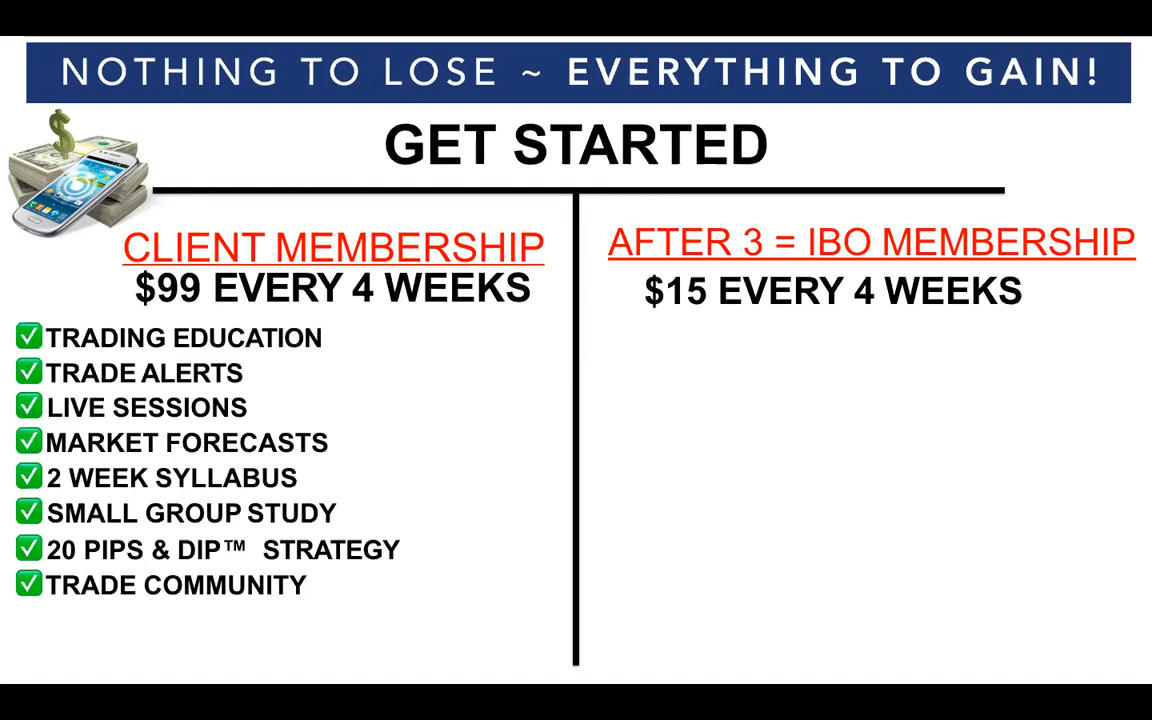 NOTHING TO LOSE ~ EVERYTHING TO GAIN!
GET STARTED
CLIENT MEMBERSHIP
$99 EVERY 4 WEEKS
✅TRADING EDUCATION
✅TRADE ALERTS
✅LIVE SESSIONS
✅MARKET FORECASTS
✅2 WEEK SYLLABUS
✅SMALL GROUP STUDY
✅20 PIPS & DIP™ STRATEGY
✅TRADE COMMUNITY
AFTER 3 = IBO MEMBERSHIP
$15 EVERY 4 WEEKS